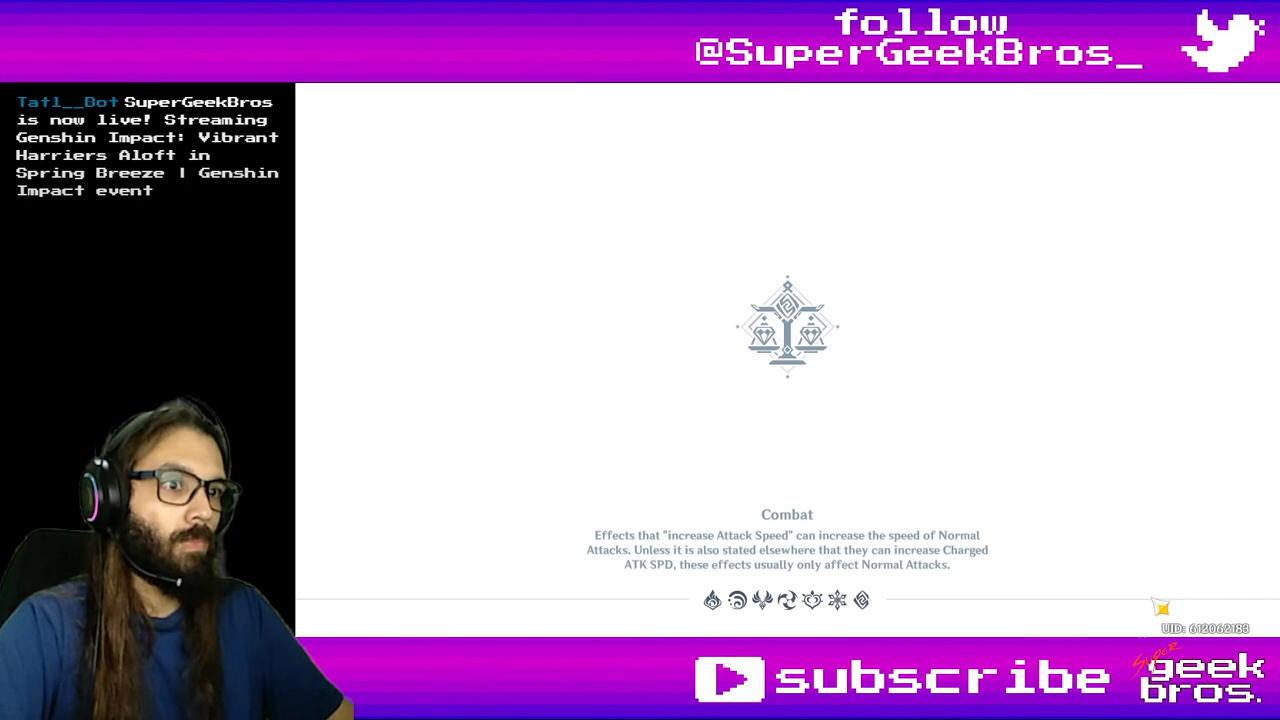 follow
@SuperGeekBros_
Tatl__Bot SuperGeekBros
is now live! Streaming
Genshin Impact: Vibrant
Harriers Aloft in
Spring Breeze | Genshin
Impact event
Combat
Effects that "increase Attack Speed" can increase the speed of Normal
Attacks. Unless it is also stated elsewhere that they can increase Charged
ATK SPD, these effects usually only affect Normal Attacks.
UID: 612062183
subscribe
SUPER
geek
bros.